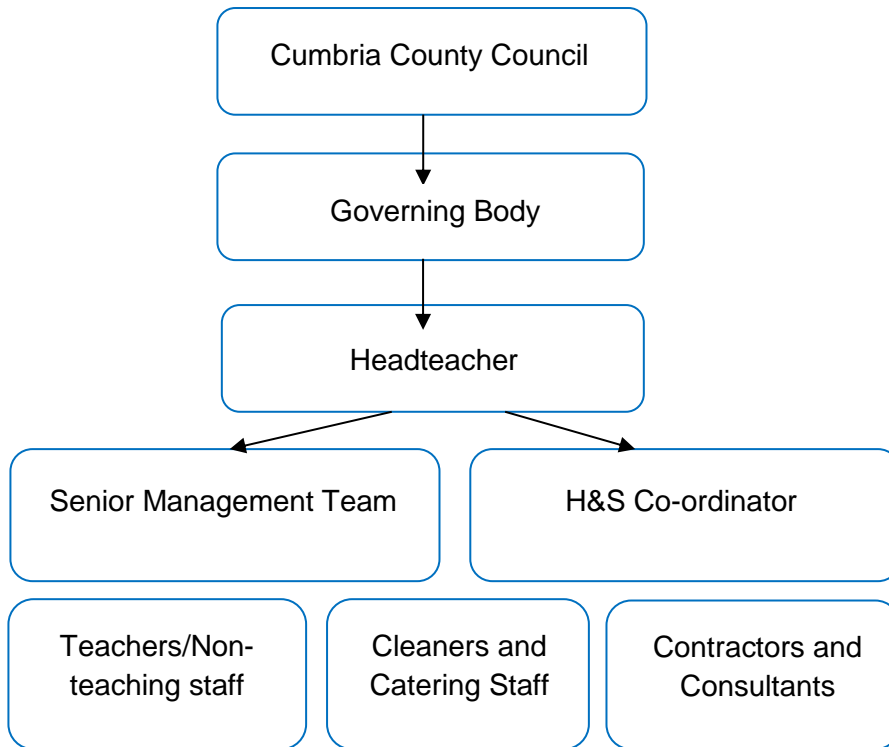 Cumbria County Council
Governing Body
Headteacher
Senior Management Team
H&S Co-ordinator
Teachers/Non-
teaching staff
Cleaners and
Catering Staff
Contractors and
Consultants